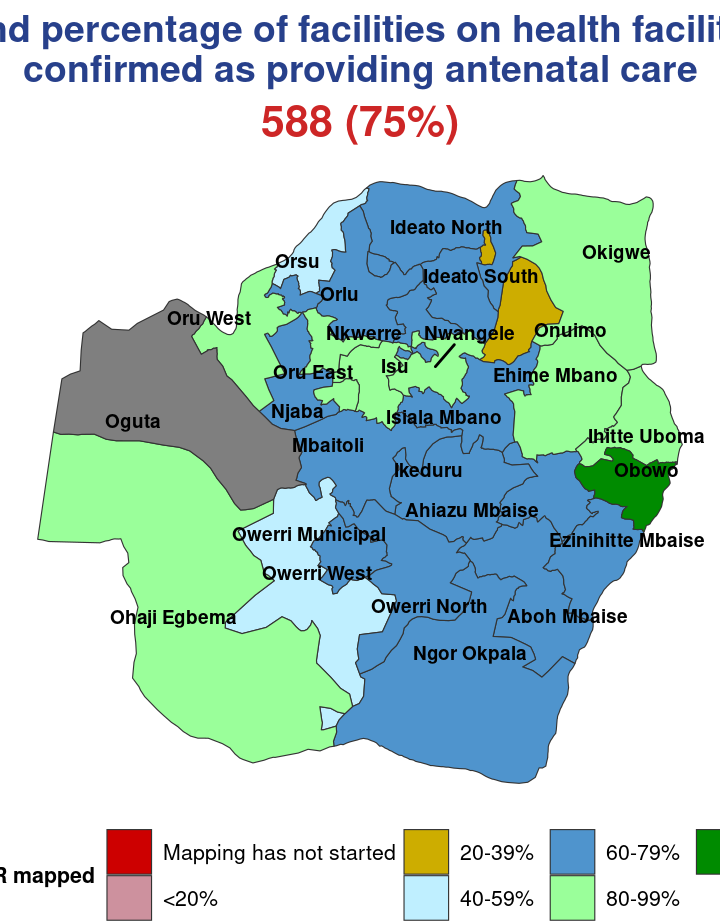 nd percentage of facilities on health facilit
confirmed as providing antenatal care
588 (75%)
Ideato North
Okigwe
Orsu
Ideato South
Orlu
Oru West
Nkwerre
Nwangele
Onuimo
Isu
Oru East
Ehime Mbano
Njaba
Isiala Mbano
Oguta
Ihitte Uboma
Mbaitoli
Ikeduru
Obowo
Ahiazu Mbaise
Owerri Municipal
Ezinihitte Mbaise
Owerri West
Owerri North
Ohaji Egbema
Aboh Mbaise
Ngor Okpala
R mapped
Mapping has not started
20-39%
60-79%
<20%
40-59%
80-99%